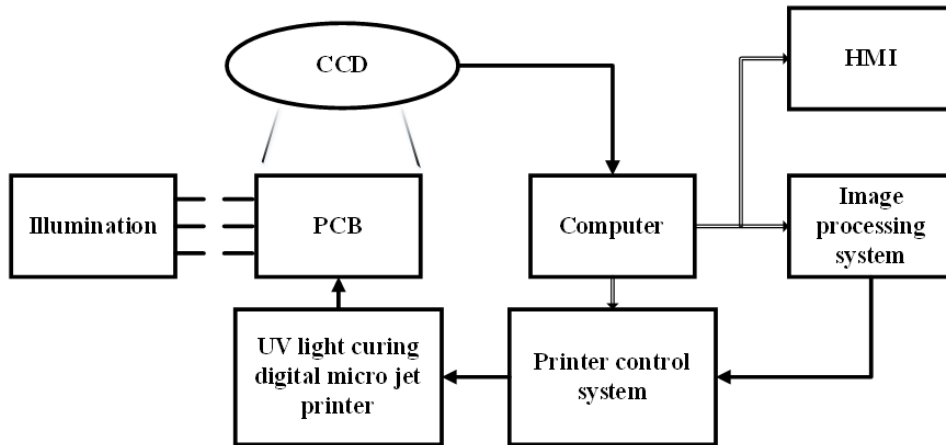 CCD
HMI
Illumination
PCB
Computer
Image
processing
system
UV light curing
digital micro jet
printer
Printer control
system